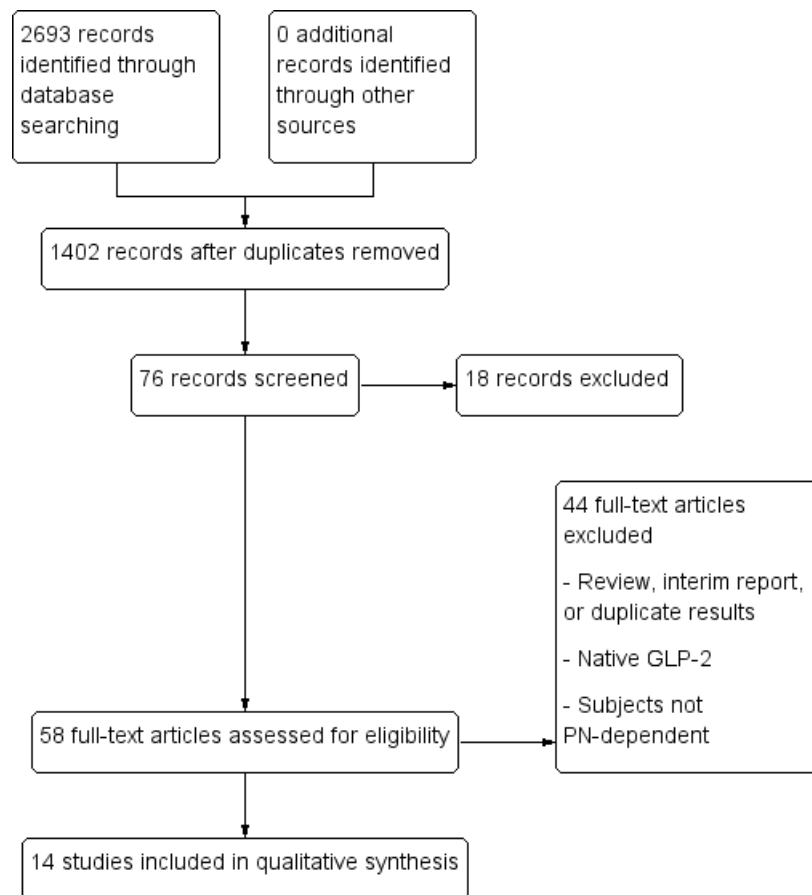 2693 records
identified through
database
searching
0 additional
records identified
through other
sources
1402 records after duplicates removed
76 records screened
18 records excluded
44 full-text articles
excluded
- Review, interim report,
or duplicate results
- Native GLP-2
- Subjects not
PN-dependent
58 full-text articles assessed for eligibility
14 studies included in qualitative synthesis